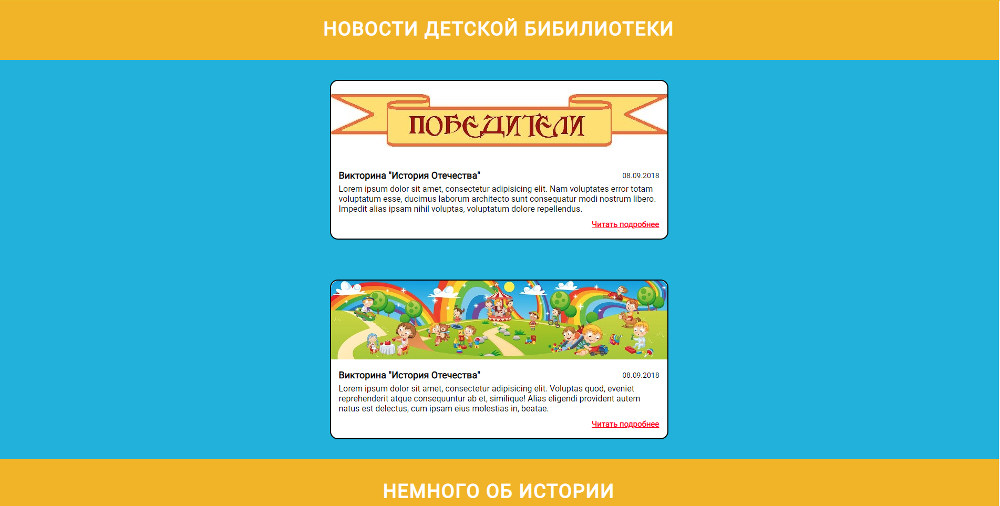 НОВОСТИ ДЕТСКОЙ БИБИЛИОТЕКИ
ПОБЕДИТЕЛИ
Викторина "История Отечества"
08.09.2018
Lorem ipsum dolor sit amet, consectetur adipisicing elit. Nam voluptates error totam
voluptatum esse, ducimus laborum architecto sunt consequatur modi nostrum libero.
Impedit alias ipsam nihil voluptas, voluptatum dolore repellendus.
Читать подробнее
Викторина "История Отечества"
08.09.2018
Lorem ipsum dolor sit amet, consectetur adipisicing elit. Voluptas quod, eveniet
reprehenderit atque consequuntur ab et, similique! Alias eligendi provident autem
natus est delectus, cum ipsam eius molestias in, beatae.
Читать подробнее
НЕМНОГО ОБ ИСТОРИИ